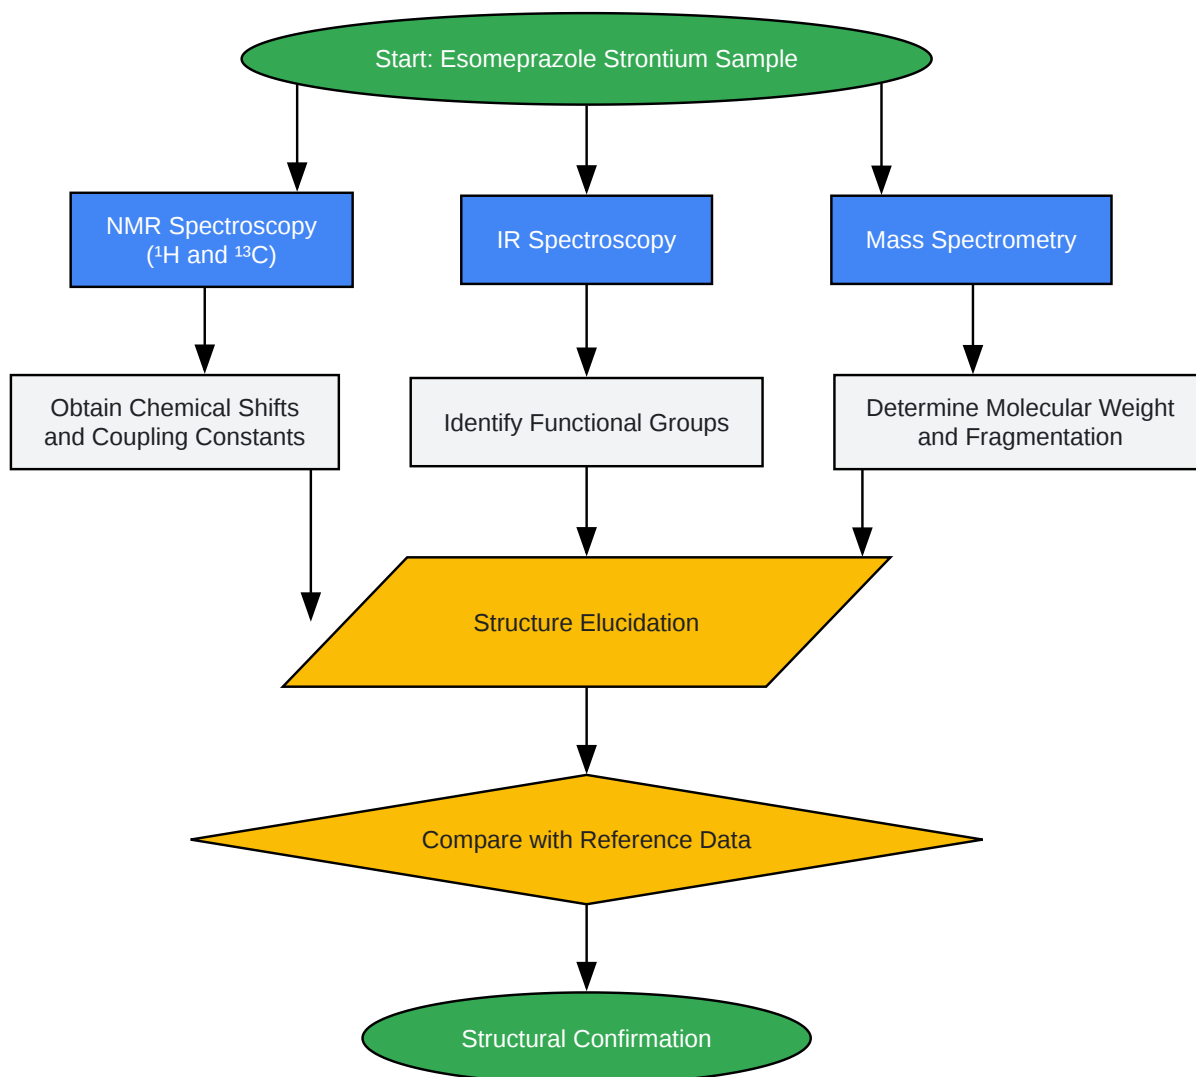 Start: Esomeprazole Strontium Sample
NMR Spectroscopy
(¹H and ¹³C)
IR Spectroscopy
Mass Spectrometry
Obtain Chemical Shifts
and Coupling Constants
Identify Functional Groups
Determine Molecular Weight
and Fragmentation
Structure Elucidation
Compare with Reference Data
Structural Confirmation